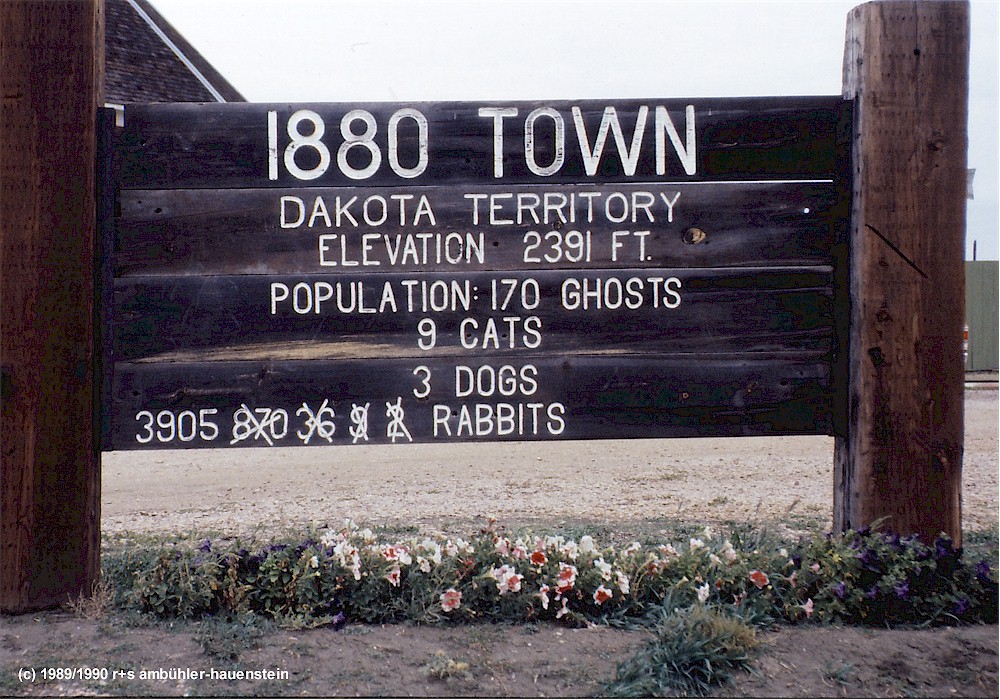 1880 TOWN
DAKOTA TERRITORY
ELEVATION 2391 FT.
POPULATION: 170 GHOSTS
9 CATS
3 DOGS
3905 870 36 9 2 RABBITS
(c) 1989/1990 r+s ambühler-hauenstein